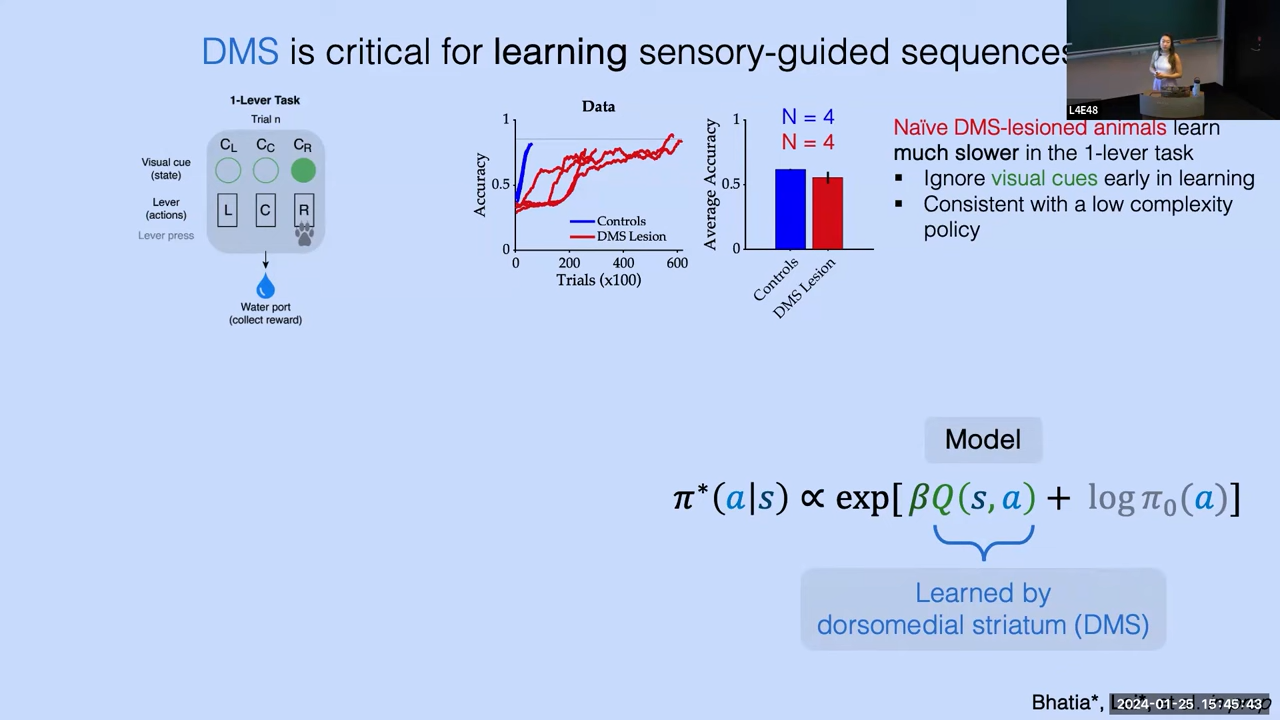 DMS is critical for learning sensory-guided sequences
L4E48
1-Lever Task
Trial n
CL CC CR
Visual cue
(state)
Lever
(actions)
L C R
Lever press
Water port
(collect reward)
Data
Accuracy
1
0.5
0
0 200 400 600
Trials (x100)
Controls
DMS Lesion
Average Accuracy
1
0.5
0
N = 4
N = 4
Controls
DMS Lesion
Naïve DMS-lesioned animals learn
much slower in the 1-lever task
▪ Ignore visual cues early in learning
▪ Consistent with a low complexity
policy
Model
π*(a|s) ∝ exp[βQ(s,a) + log π₀(a)]
Learned by
dorsomedial striatum (DMS)
Bhatia*,
2024-01-25 15:45:43